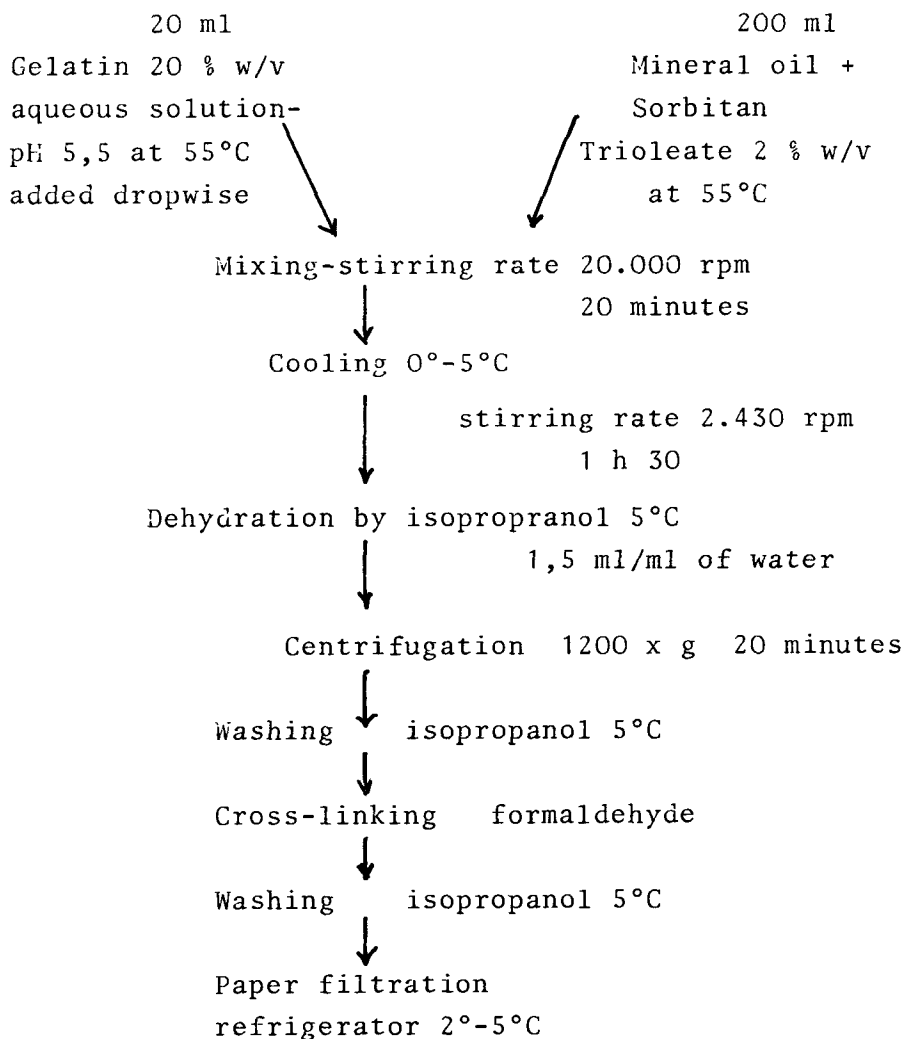 20 ml
Gelatin 20 % w/v
aqueous solution-
pH 5,5 at 55°C
added dropwise
200 ml
Mineral oil +
Sorbitan
Trioleate 2 % w/v
at 55°C
Mixing-stirring rate 20.000 rpm
20 minutes
Cooling 0°-5°C
stirring rate 2.430 rpm
1 h 30
Dehydration by isopropranol 5°C
1,5 ml/ml of water
Centrifugation 1200 x g 20 minutes
Washing isopropanol 5°C
Cross-linking formaldehyde
Washing isopropanol 5°C
Paper filtration
refrigerator 2°-5°C